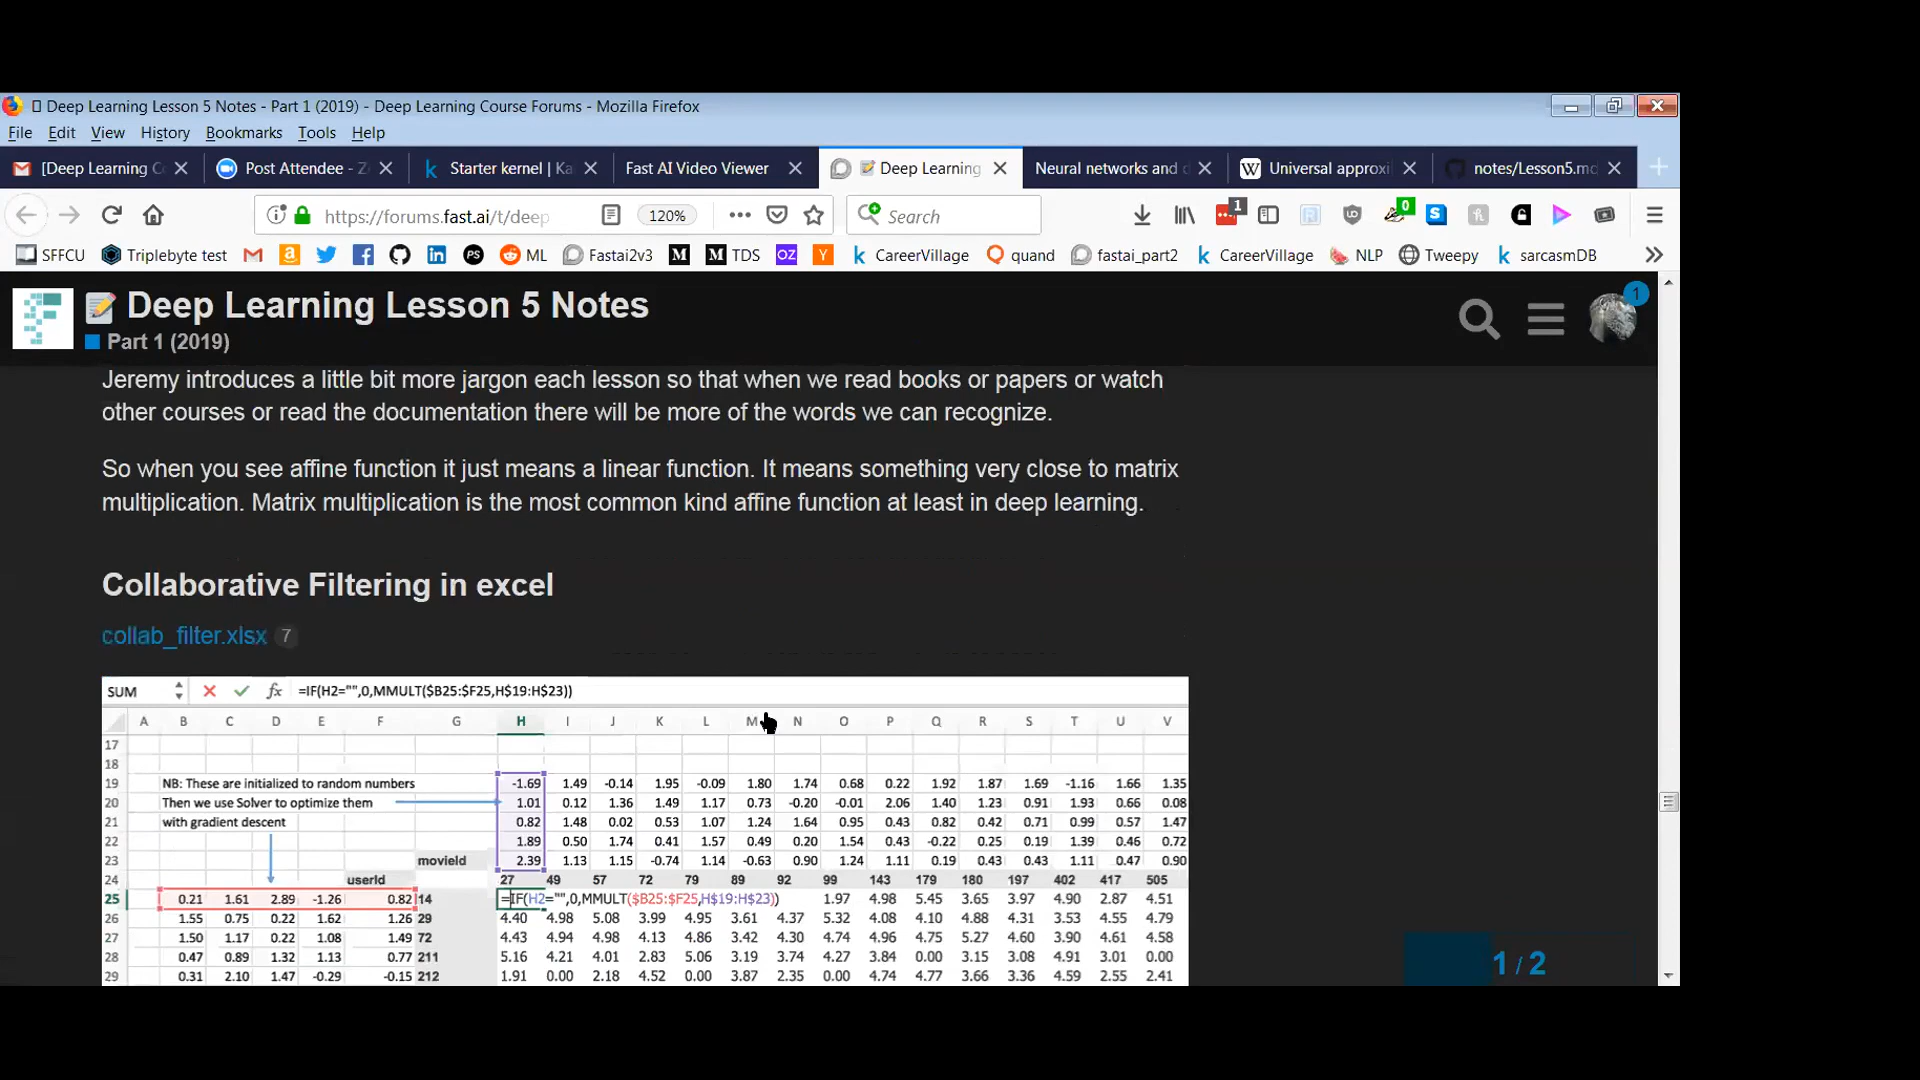 Deep Learning Lesson 5 Notes - Part 1 (2019) - Deep Learning Course Forums - Mozilla Firefox
File Edit View History Bookmarks Tools Help
[Deep Learning C Post Attendee - Z Starter kernel | Ka Fast AI Video Viewer Deep Learning Neural networks and d Universal approxi notes/Lesson5.mc
https://forums.fast.ai/t/deep 120% Search 1 0
SFFCU Triplebyte test ML Fastai2v3 TDS OZ CareerVillage quand fastai_part2 CareerVillage NLP Tweepy sarcasmDB
Deep Learning Lesson 5 Notes
1
Part 1 (2019)
Jeremy introduces a little bit more jargon each lesson so that when we read books or papers or watch
other courses or read the documentation there will be more of the words we can recognize.
So when you see affine function it just means a linear function. It means something very close to matrix
multiplication. Matrix multiplication is the most common kind affine function at least in deep learning.
Collaborative Filtering in excel
collab_filter.xlsx 7
SUM fx =IF(H2="",0,MMULT($B25:$F25,H$19:H$23))
A B C D E F G H I J K L M N O P Q R S T U V
17
18
19 NB: These are initialized to random numbers -1.69 1.49 -0.14 1.95 -0.09 1.80 1.74 0.68 0.22 1.92 1.87 1.69 -1.16 1.66 1.35
20 Then we use Solver to optimize them 1.01 0.12 1.36 1.49 1.17 0.73 -0.20 -0.01 2.06 1.40 1.23 0.91 1.93 0.66 0.08
21 with gradient descent 0.82 1.48 0.02 0.53 1.07 1.24 1.64 0.95 0.43 0.82 0.42 0.71 0.99 0.57 1.47
22 1.89 0.50 1.74 0.41 1.57 0.49 0.20 1.54 0.43 -0.22 0.25 0.19 1.39 0.46 0.72
23 movieId 2.39 1.13 1.15 -0.74 1.14 -0.63 0.90 1.24 1.11 0.19 0.43 0.43 1.11 0.47 0.90
24 userId 27 49 57 72 79 89 92 99 143 179 180 197 402 417 505
25 0.21 1.61 2.89 -1.26 0.82 14 =IF(H2="",0,MMULT($B25:$F25,H$19:H$23)) 1.97 4.98 5.45 3.65 3.97 4.90 2.87 4.51
26 1.55 0.75 0.22 1.62 1.26 29 4.40 4.98 5.08 3.99 4.95 3.61 4.37 5.32 4.08 4.10 4.88 4.31 3.53 4.55 4.79
27 1.50 1.17 0.22 1.08 1.49 72 4.43 4.94 4.98 4.13 4.86 3.42 4.30 4.74 4.96 4.75 5.27 4.60 3.90 4.61 4.58
28 0.47 0.89 1.32 1.13 0.77 211 5.16 4.21 4.01 2.83 5.06 3.19 3.74 4.27 3.84 0.00 3.15 3.08 4.91 3.01 0.00
29 0.31 2.10 1.47 -0.29 -0.15 212 1.91 0.00 2.18 4.52 0.00 3.87 2.35 0.00 4.74 4.77 3.66 3.36 4.59 2.55 2.41
1 / 2